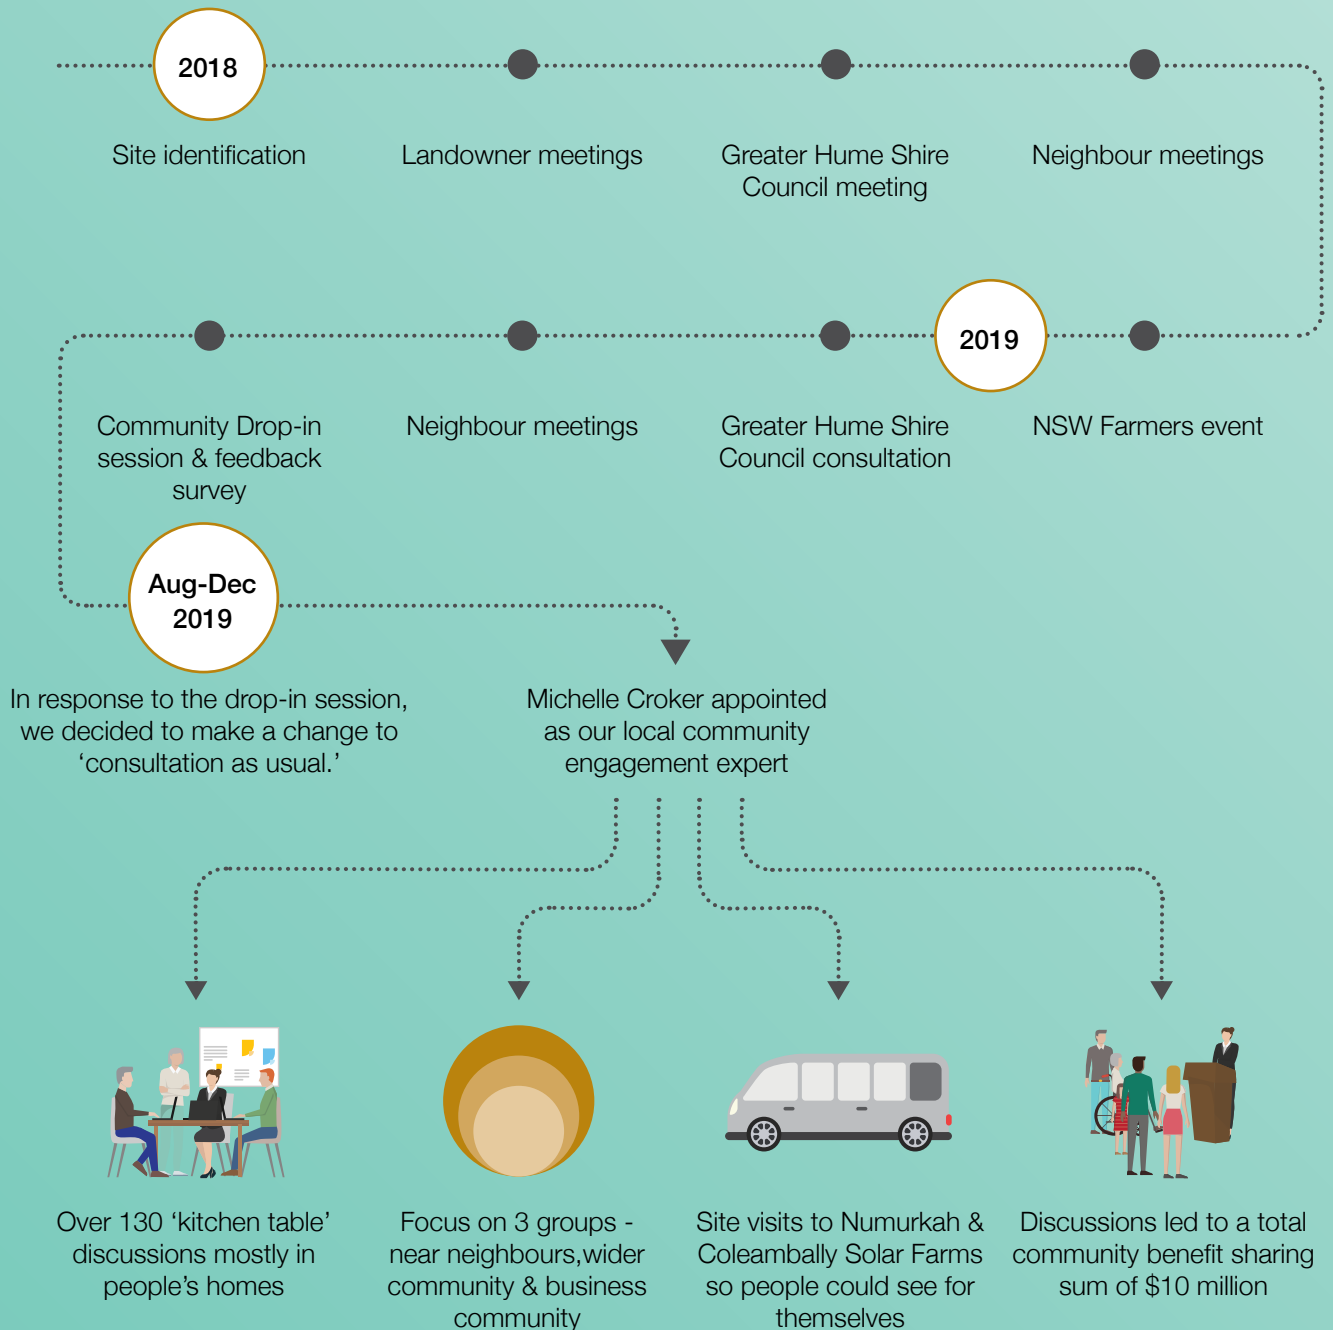 2018
Site identification
Landowner meetings
Greater Hume Shire
Council meeting
Neighbour meetings
2019
NSW Farmers event
Greater Hume Shire
Council consultation
Neighbour meetings
Community Drop-in
session & feedback
survey
Aug-Dec
2019
In response to the drop-in session,
we decided to make a change to
‘consultation as usual.’
Michelle Croker appointed
as our local community
engagement expert
Over 130 ‘kitchen table’
discussions mostly in
people’s homes
Focus on 3 groups -
near neighbours,wider
community & business
community
Site visits to Numurkah &
Coleambally Solar Farms
so people could see for
themselves
Discussions led to a total
community benefit sharing
sum of $10 million